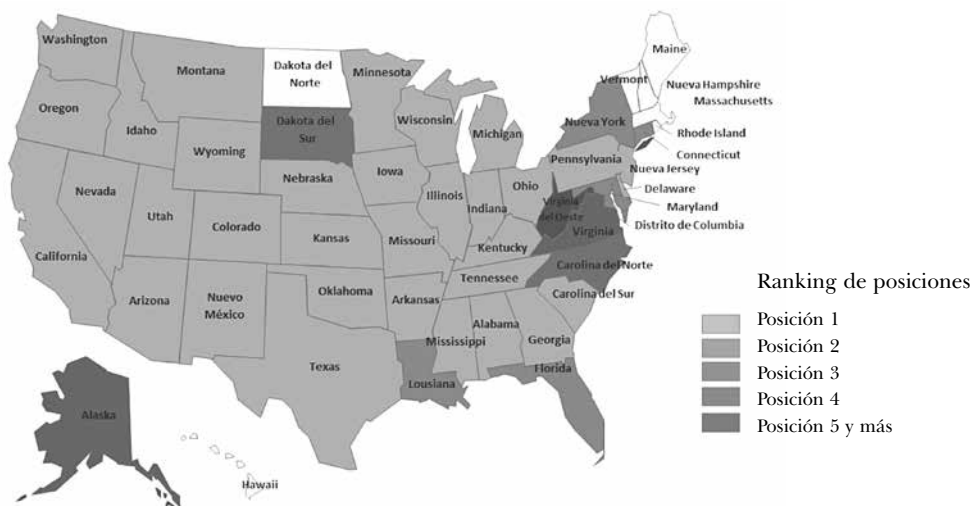 Washington
Montana
Dakota del
Norte
Minnesota
Maine
Vermont
Nueva Hampshire
Massachusetts
Oregon
Idaho
Wyoming
Dakota del
Sur
Wisconsin
Michigan
Nueva York
Rhode Island
Connecticut
Nevada
Utah
Colorado
Nebraska
Iowa
Illinois
Indiana
Ohio
Pennsylvania
Nueva Jersey
Delaware
Maryland
Distrito de Columbia
Virginia
del Oeste
Virginia
California
Kansas
Missouri
Kentucky
Carolina del Norte
Arizona
Nuevo
México
Oklahoma
Arkansas
Tennessee
Carolina del Sur
Texas
Lousiana
Mississippi
Alabama
Georgia
Florida
Alaska
Hawaii
Ranking de posiciones
Posición 1
Posición 2
Posición 3
Posición 4
Posición 5 y más